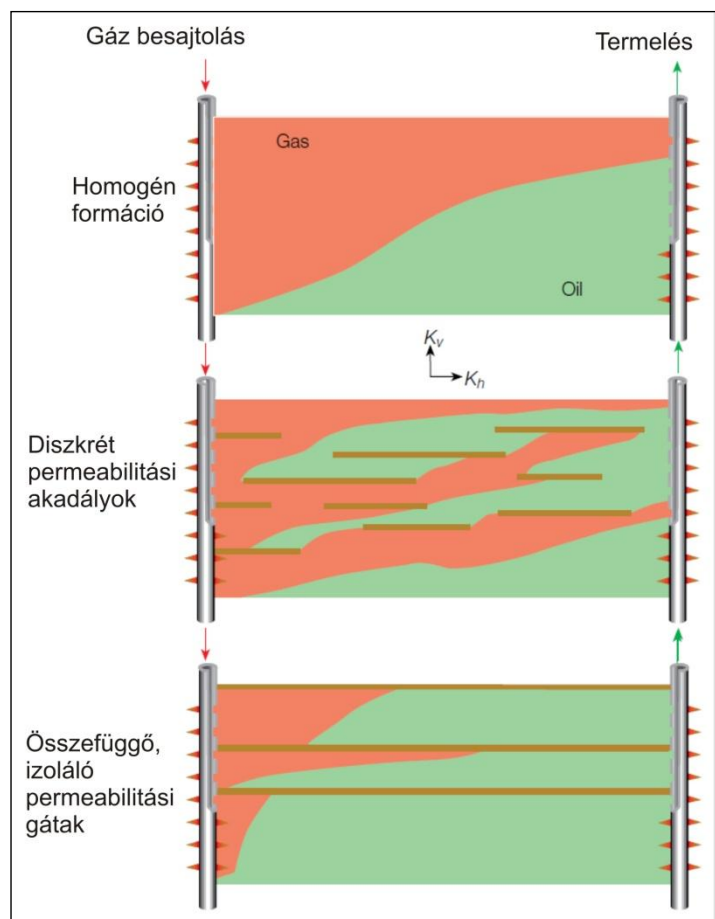 Gáz besajtolás
Termelés
Gas
Homogén
formáció
Oil
Kv
Kh
Diszkrét
permeabilitási
akadályok
Összefüggő,
izoláló
permeabilitási
gátak